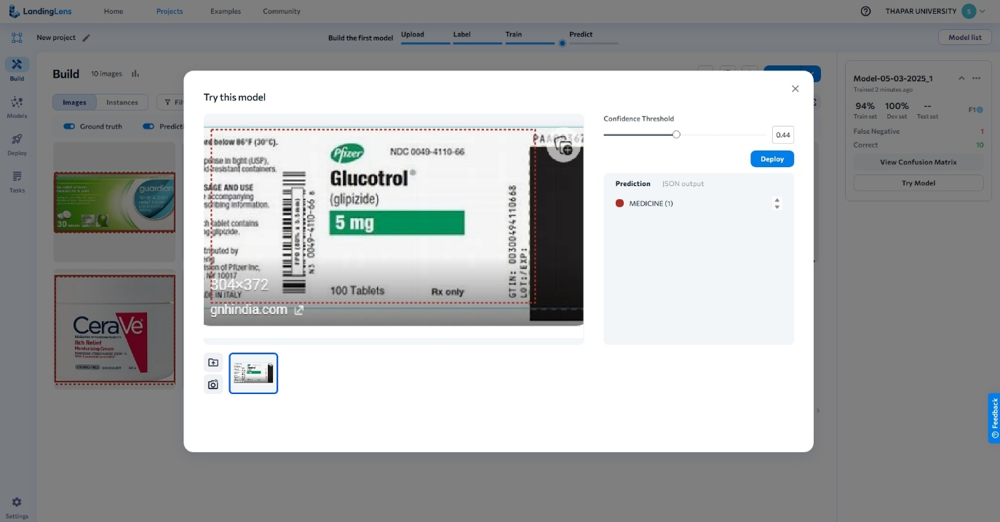 LandingLens
Home
Projects
Examples
Community
THAPAR UNIVERSITY
S
New project
Build the first model
Upload
Label
Train
Predict
Model list
Build
Models
Deploy
Tasks
Settings
Build
10 images
Images
Instances
Ground truth
guardian
30
CeraVe
Itch Relief
Moisturizing Cream
Try this model
ed below 86°F (30°C).
pense in tight (USP),
ld-resistant containers.
SAGE AND USE
accompanying
scribing information.
ch tablet contains
g glipizide.
tributed by
ision of Pfizer Inc,
NY 10017
DE IN ITALY
304×372
gnhindia.com
N3 0049-4110-66 8
Pfizer
NDC 0049-4110-66
Glucotrol®
(glipizide)
5 mg
100 Tablets
Rx only
GTIN: 00300494110668
LOT:/EXP:
Confidence Threshold
0.44
Deploy
Prediction
JSON output
MEDICINE (1)
Model-05-03-2025_1
Trained 2 minutes ago
94%
100%
--
F1
Train set
Dev set
Test set
False Negative
1
Correct
10
View Confusion Matrix
Try Model
Feedback